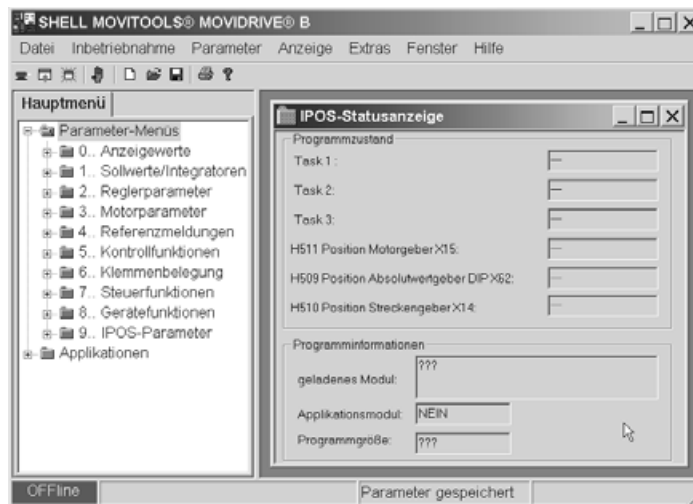 SHELL MOVITOOLS® MOVIDRIVE® B
Datei Inbetriebnahme Parameter Anzeige Extras Fenster Hilfe
Hauptmenü
Parameter-Menüs
0.. Anzeigewerte
1.. Sollwerte/Integratoren
2.. Reglerparameter
3.. Motorparameter
4.. Referenzmeldungen
5.. Kontrollfunktionen
6.. Klemmenbelegung
7.. Steuerfunktionen
8.. Gerätefunktionen
9.. IPOS-Parameter
Applikationen
IPOS-Statusanzeige
Programmzustand
Task 1: ---
Task 2: ---
Task 3: ---
H511 Position Motorgeber X15: ---
H509 Position Absolutwertgeber DIP X62: ---
H510 Position Streckengeber X14: ---
Programminformationen
geladenes Modul: ???
Applikationsmodul: NEIN
Programmgröße: ???
OFFline Parameter gespeichert